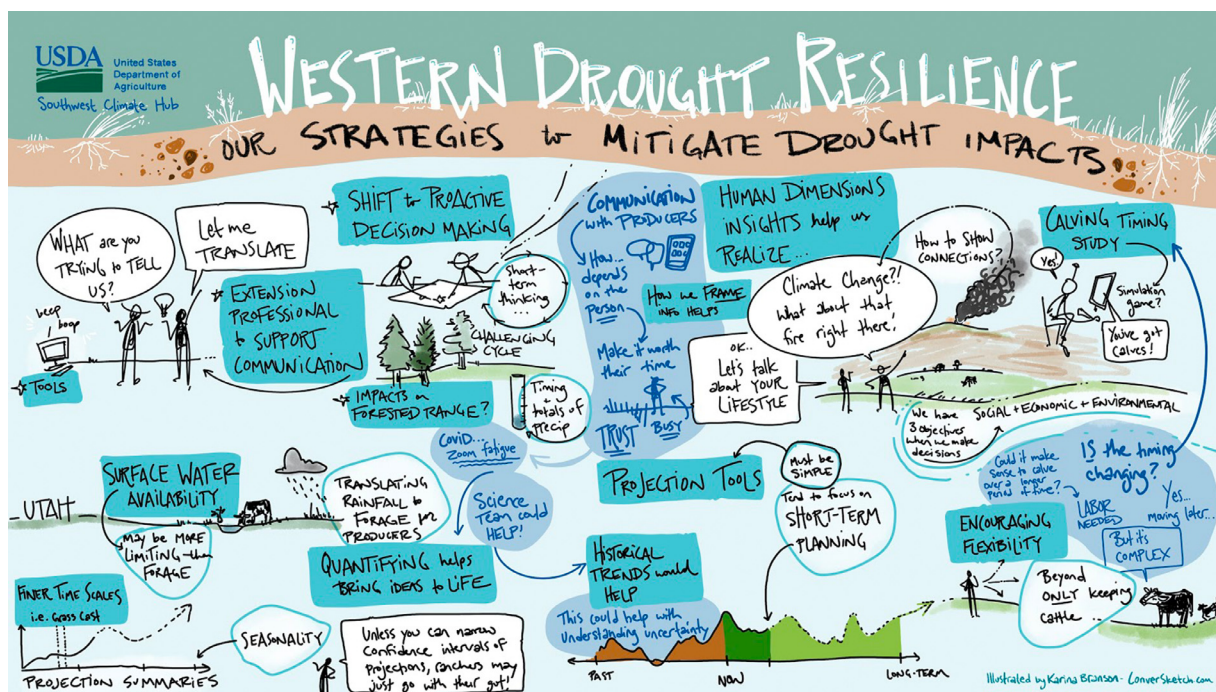 USDA
United States
Department of
Agriculture
Southwest Climate Hub
WESTERN DROUGHT RESILIENCE
OUR STRATEGIES to MITIGATE DROUGHT IMPACTS
WHAT are you
TRYING to TELL
US?
Let me
TRANSLATE
beep
boop
TOOLS
EXTENSION
PROFESSIONAL
to SUPPORT
COMMUNICATION
SHIFT to PROACTIVE
DECISION MAKING
Short-
term
thinking
...
CHALLENGING
CYCLE
IMPACTS on
FORESTED RANGE?
Timing
+
totals of
precip
COMMUNICATION
with PRODUCERS
How...
depends
on the
person
HOW we FRAME
INFO HELPS
Make it worth
their time
TRUST
BUSY
HUMAN DIMENSIONS
INSIGHTS help us
REALIZE...
Climate Change?!
What about that
fire right there!
OK...
Let's talk
about YOUR
LIFESTYLE
How to SHOW
CONNECTIONS?
CALVING TIMING
STUDY
Yes!
Simulation
game?
You've got
CALVES!
We have
3 objectives
when we make
decisions
SOCIAL + ECONOMIC + ENVIRONMENTAL
COVID...
Zoom fatigue
Science
Team could
HELP!
UTAH
SURFACE WATER
AVAILABILITY
MAY be MORE
LIMITING than
FORAGE
TRANSLATING
RAINFALL to
FORAGE for
PRODUCERS
QUANTIFYING helps
BRING IDEAS to LIFE
PROJECTION TOOLS
Must be
SIMPLE
Tend to focus on
SHORT-TERM
PLANNING
Could it make
sense to calve
over a longer
period of time?
IS the timing
changing?
LABOR
NEEDED
Yes...
moving later...
But it's
COMPLEX
ENCOURAGING
FLEXIBILITY
Beyond
ONLY keeping
cattle...
FINER TIME SCALES
i.e. Grass Cast
SEASONALITY
PROJECTION SUMMARIES
Unless you can narrow
Confidence intervals of
projections, ranchers may
just go with their gut!
HISTORICAL
TRENDS would
HELP
This could help with
understanding uncertainty
PAST
NOW
LONG-TERM
Illustrated by Karina Branson - ConverSketch.com